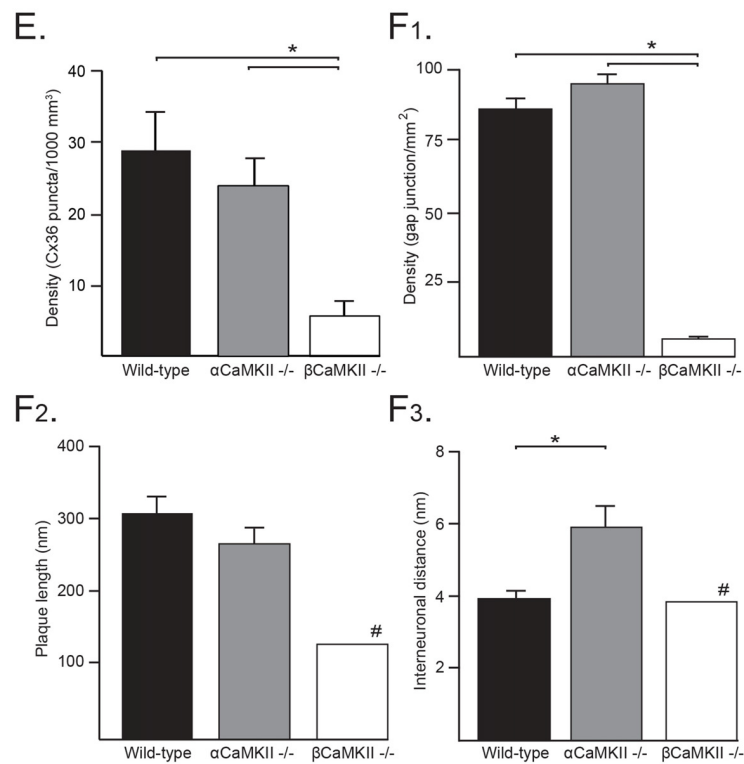 E.
*
Density (Cx36 puncta/1000 mm³)
40
30
20
10
Wild-type αCaMKII -/- βCaMKII -/-
F1.
*
Density (gap junction/mm²)
100
75
50
25
Wild-type αCaMKII -/- βCaMKII -/-
F2.
Plaque length (nm)
400
300
200
100
#
Wild-type αCaMKII -/- βCaMKII -/-
F3.
*
Interneuronal distance (nm)
8
6
4
2
#
Wild-type αCaMKII -/- βCaMKII -/-